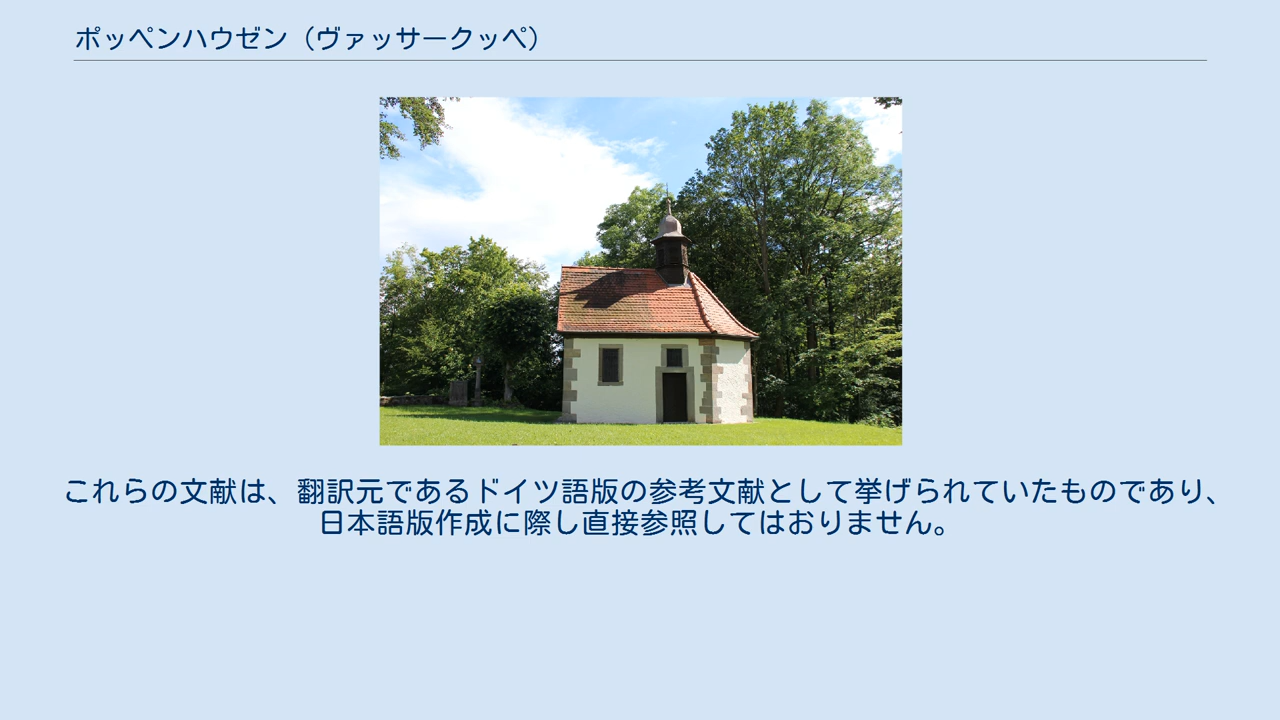 ポッペンハウゼン（ヴァッサークッペ）
これらの文献は、翻訳元であるドイツ語版の参考文献として挙げられていたものであり、
日本語版作成に際し直接参照してはおりません。